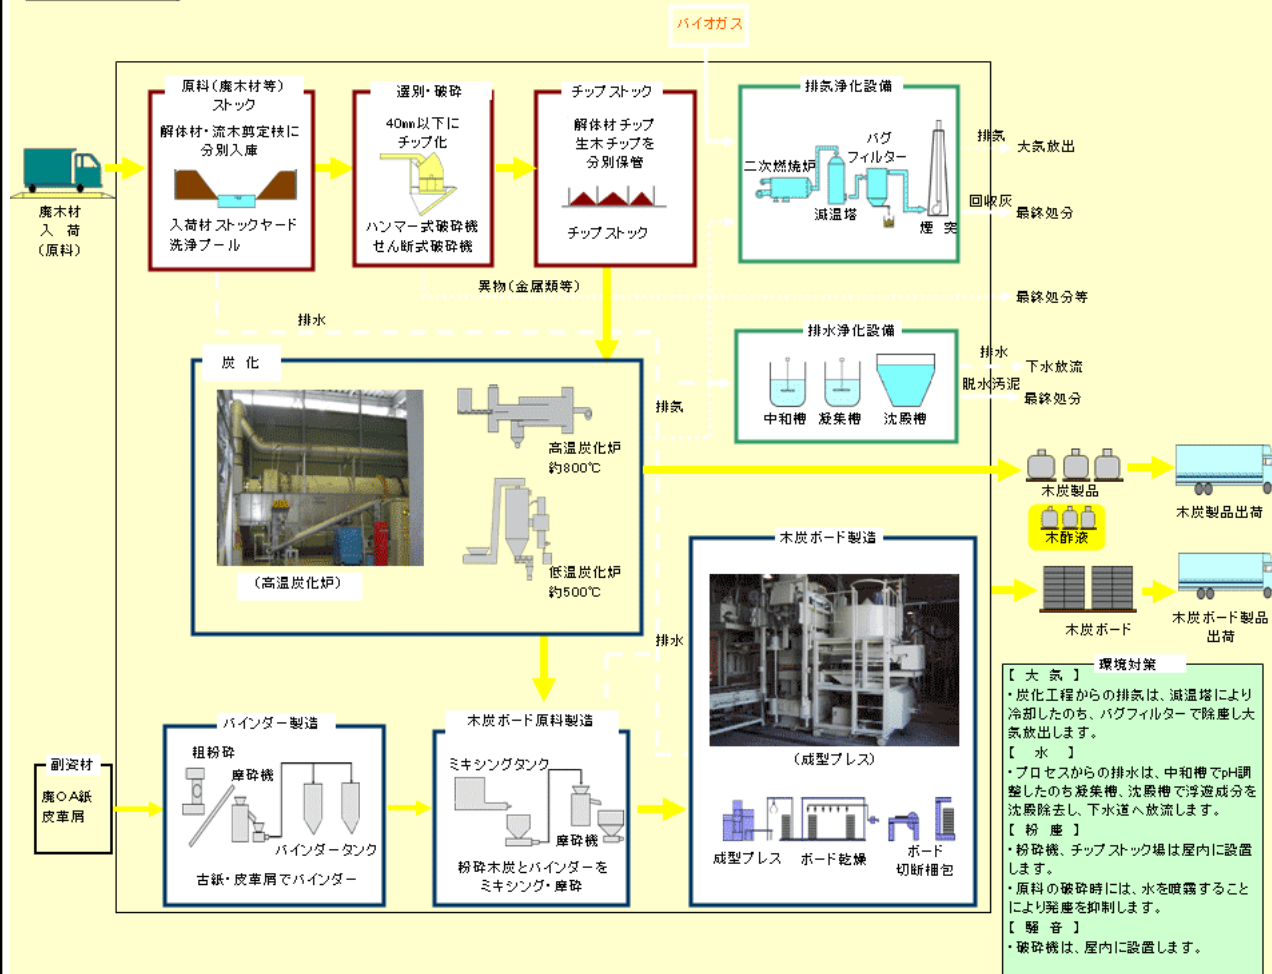 バイオガス
原料(廃木材等)
ストック
解体材・流木剪定枝に
分別入庫
入荷材ストックヤード
洗浄プール
選別・破砕
40mm以下に
チップ化
ハンマー式破砕機
せん断式破砕機
チップストック
解体材チップ
生木チップを
分別保管
チップストック
排気浄化設備
二次燃焼炉
減温塔
バグ
フィルター
煙突
排気
大気放出
回収灰
最終処分
廃木材
入荷
(原料)
異物(金属類等)
最終処分等
排水
排水浄化設備
中和槽
凝集槽
沈殿槽
排水
下水放流
脱水汚泥
最終処分
炭化
(高温炭化炉)
高温炭化炉
約800℃
低温炭化炉
約500℃
排気
木炭製品
木炭製品出荷
木酢液
木炭ボード
木炭ボード製品
出荷
木炭ボード製造
(成型プレス)
成型プレス
ボード乾燥
ボード
切断梱包
排水
副資材
廃OA紙
皮革屑
バインダー製造
粗粉砕
摩砕機
バインダータンク
古紙・皮革屑でバインダー
木炭ボード原料製造
ミキシングタンク
摩砕機
粉砕木炭とバインダーを
ミキシング・摩砕
環境対策
【 大 気 】
・炭化工程からの排気は、減温塔により
冷却したのち、バグフィルターで除塵し大
気放出します。
【 水 】
・プロセスからの排水は、中和槽でpH調
整したのち凝集槽、沈殿槽で浮遊成分を
沈殿除去し、下水道へ放流します。
【 粉 塵 】
・粉砕機、チップストック場は屋内に設置
します。
・原料の破砕時には、水を噴霧すること
により発塵を抑制します。
【 騒 音 】
・破砕機は、屋内に設置します。